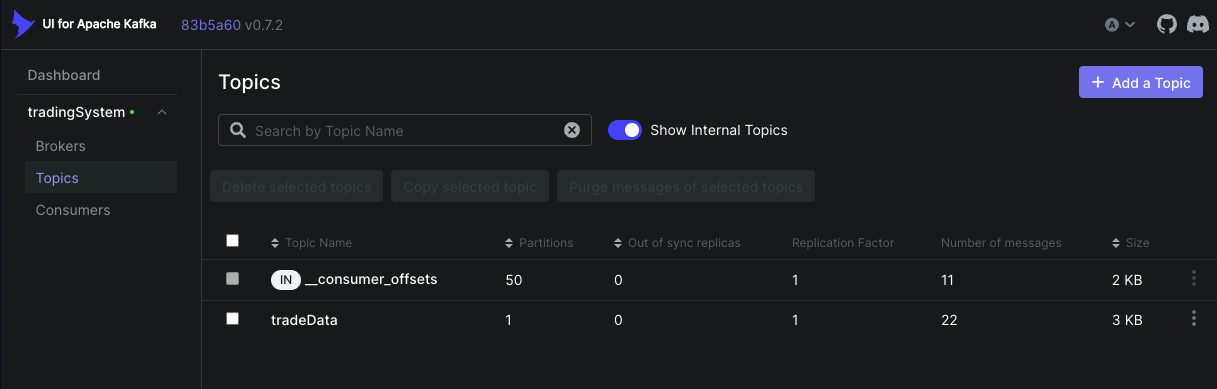 UI for Apache Kafka 83b5a60 v0.7.2 A
Dashboard
tradingSystem
Brokers
Topics
Consumers
Topics
+ Add a Topic
Search by Topic Name
Show Internal Topics
Delete selected topics Copy selected topic Purge messages of selected topics
Topic Name Partitions Out of sync replicas Replication Factor Number of messages Size
IN __consumer_offsets 50 0 1 11 2 KB
tradeData 1 0 1 22 3 KB